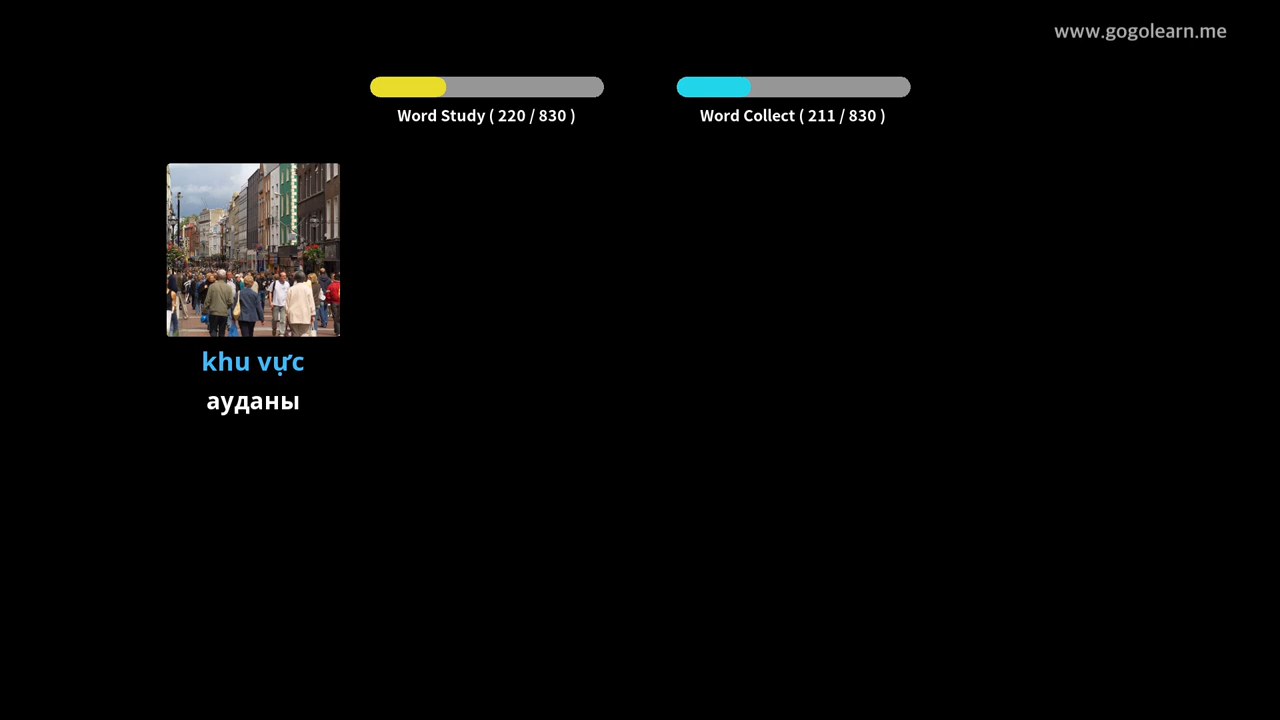 www.gogolearn.me
Word Study ( 220 / 830 )
Word Collect ( 211 / 830 )
khu vực
ауданы